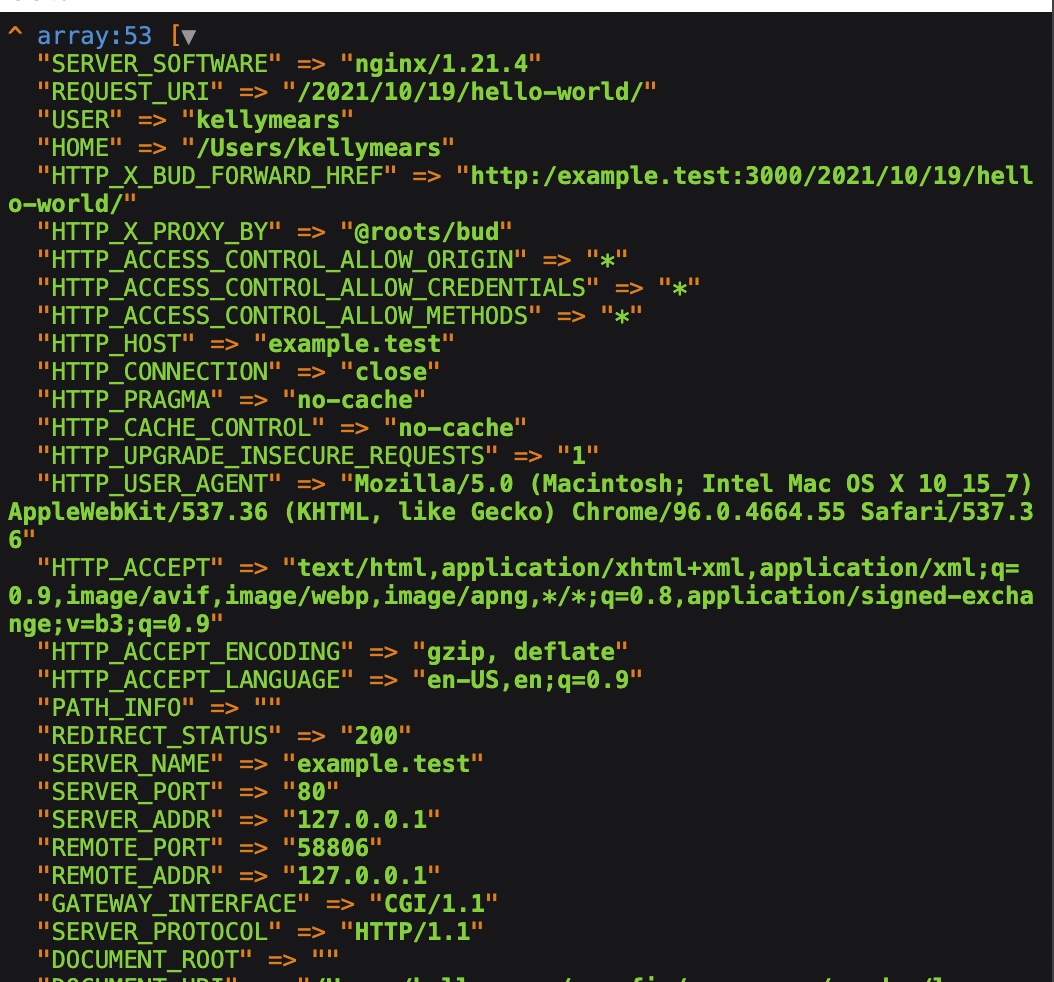 ^ array:53 [▼
"SERVER_SOFTWARE" => "nginx/1.21.4"
"REQUEST_URI" => "/2021/10/19/hello-world/"
"USER" => "kellymears"
"HOME" => "/Users/kellymears"
"HTTP_X_BUD_FORWARD_HREF" => "http:/example.test:3000/2021/10/19/hell
o-world/"
"HTTP_X_PROXY_BY" => "@roots/bud"
"HTTP_ACCESS_CONTROL_ALLOW_ORIGIN" => "*"
"HTTP_ACCESS_CONTROL_ALLOW_CREDENTIALS" => "*"
"HTTP_ACCESS_CONTROL_ALLOW_METHODS" => "*"
"HTTP_HOST" => "example.test"
"HTTP_CONNECTION" => "close"
"HTTP_PRAGMA" => "no-cache"
"HTTP_CACHE_CONTROL" => "no-cache"
"HTTP_UPGRADE_INSECURE_REQUESTS" => "1"
"HTTP_USER_AGENT" => "Mozilla/5.0 (Macintosh; Intel Mac OS X 10_15_7)
AppleWebKit/537.36 (KHTML, like Gecko) Chrome/96.0.4664.55 Safari/537.3
6"
"HTTP_ACCEPT" => "text/html,application/xhtml+xml,application/xml;q=
0.9,image/avif,image/webp,image/apng,*/*;q=0.8,application/signed-excha
nge;v=b3;q=0.9"
"HTTP_ACCEPT_ENCODING" => "gzip, deflate"
"HTTP_ACCEPT_LANGUAGE" => "en-US,en;q=0.9"
"PATH_INFO" => ""
"REDIRECT_STATUS" => "200"
"SERVER_NAME" => "example.test"
"SERVER_PORT" => "80"
"SERVER_ADDR" => "127.0.0.1"
"REMOTE_PORT" => "58806"
"REMOTE_ADDR" => "127.0.0.1"
"GATEWAY_INTERFACE" => "CGI/1.1"
"SERVER_PROTOCOL" => "HTTP/1.1"
"DOCUMENT_ROOT" => ""